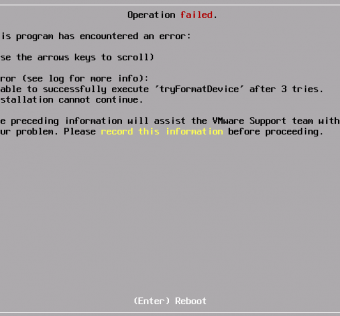 Operation failed.
is program has encountered an error:
se the arrows keys to scroll)
ror (see log for more info):
able to successfully execute 'tryFormatDevice' after 3 tries.
stallation cannot continue.
e preceding information will assist the VMware Support team with
ur problem. Please record this information before proceeding.
(Enter) Reboot